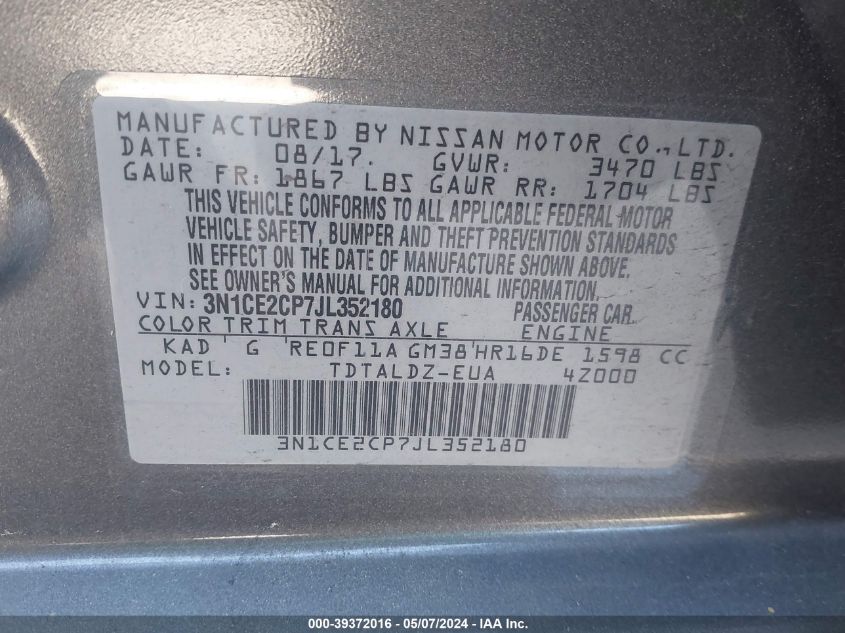 MANUFACTURED BY NISSAN MOTOR CO., LTD.
DATE: 08/17. GVWR: 3470 LBS
GAWR FR: 1867 LBS GAWR RR: 1704 LBS
THIS VEHICLE CONFORMS TO ALL APPLICABLE FEDERAL MOTOR
VEHICLE SAFETY, BUMPER AND THEFT PREVENTION STANDARDS
IN EFFECT ON THE DATE OF MANUFACTURE SHOWN ABOVE.
SEE OWNER'S MANUAL FOR ADDITIONAL INFORMATION.
VIN: 3N1CE2CP7JL352180 PASSENGER CAR
COLOR TRIM TRANS AXLE ENGINE
KAD G RE0F11A GM38 HR16DE 1598 CC
MODEL: TDTALDZ-EUA 4Z000
3N1CE2CP7JL352180
000-39372016 - 05/07/2024 - IAA Inc.